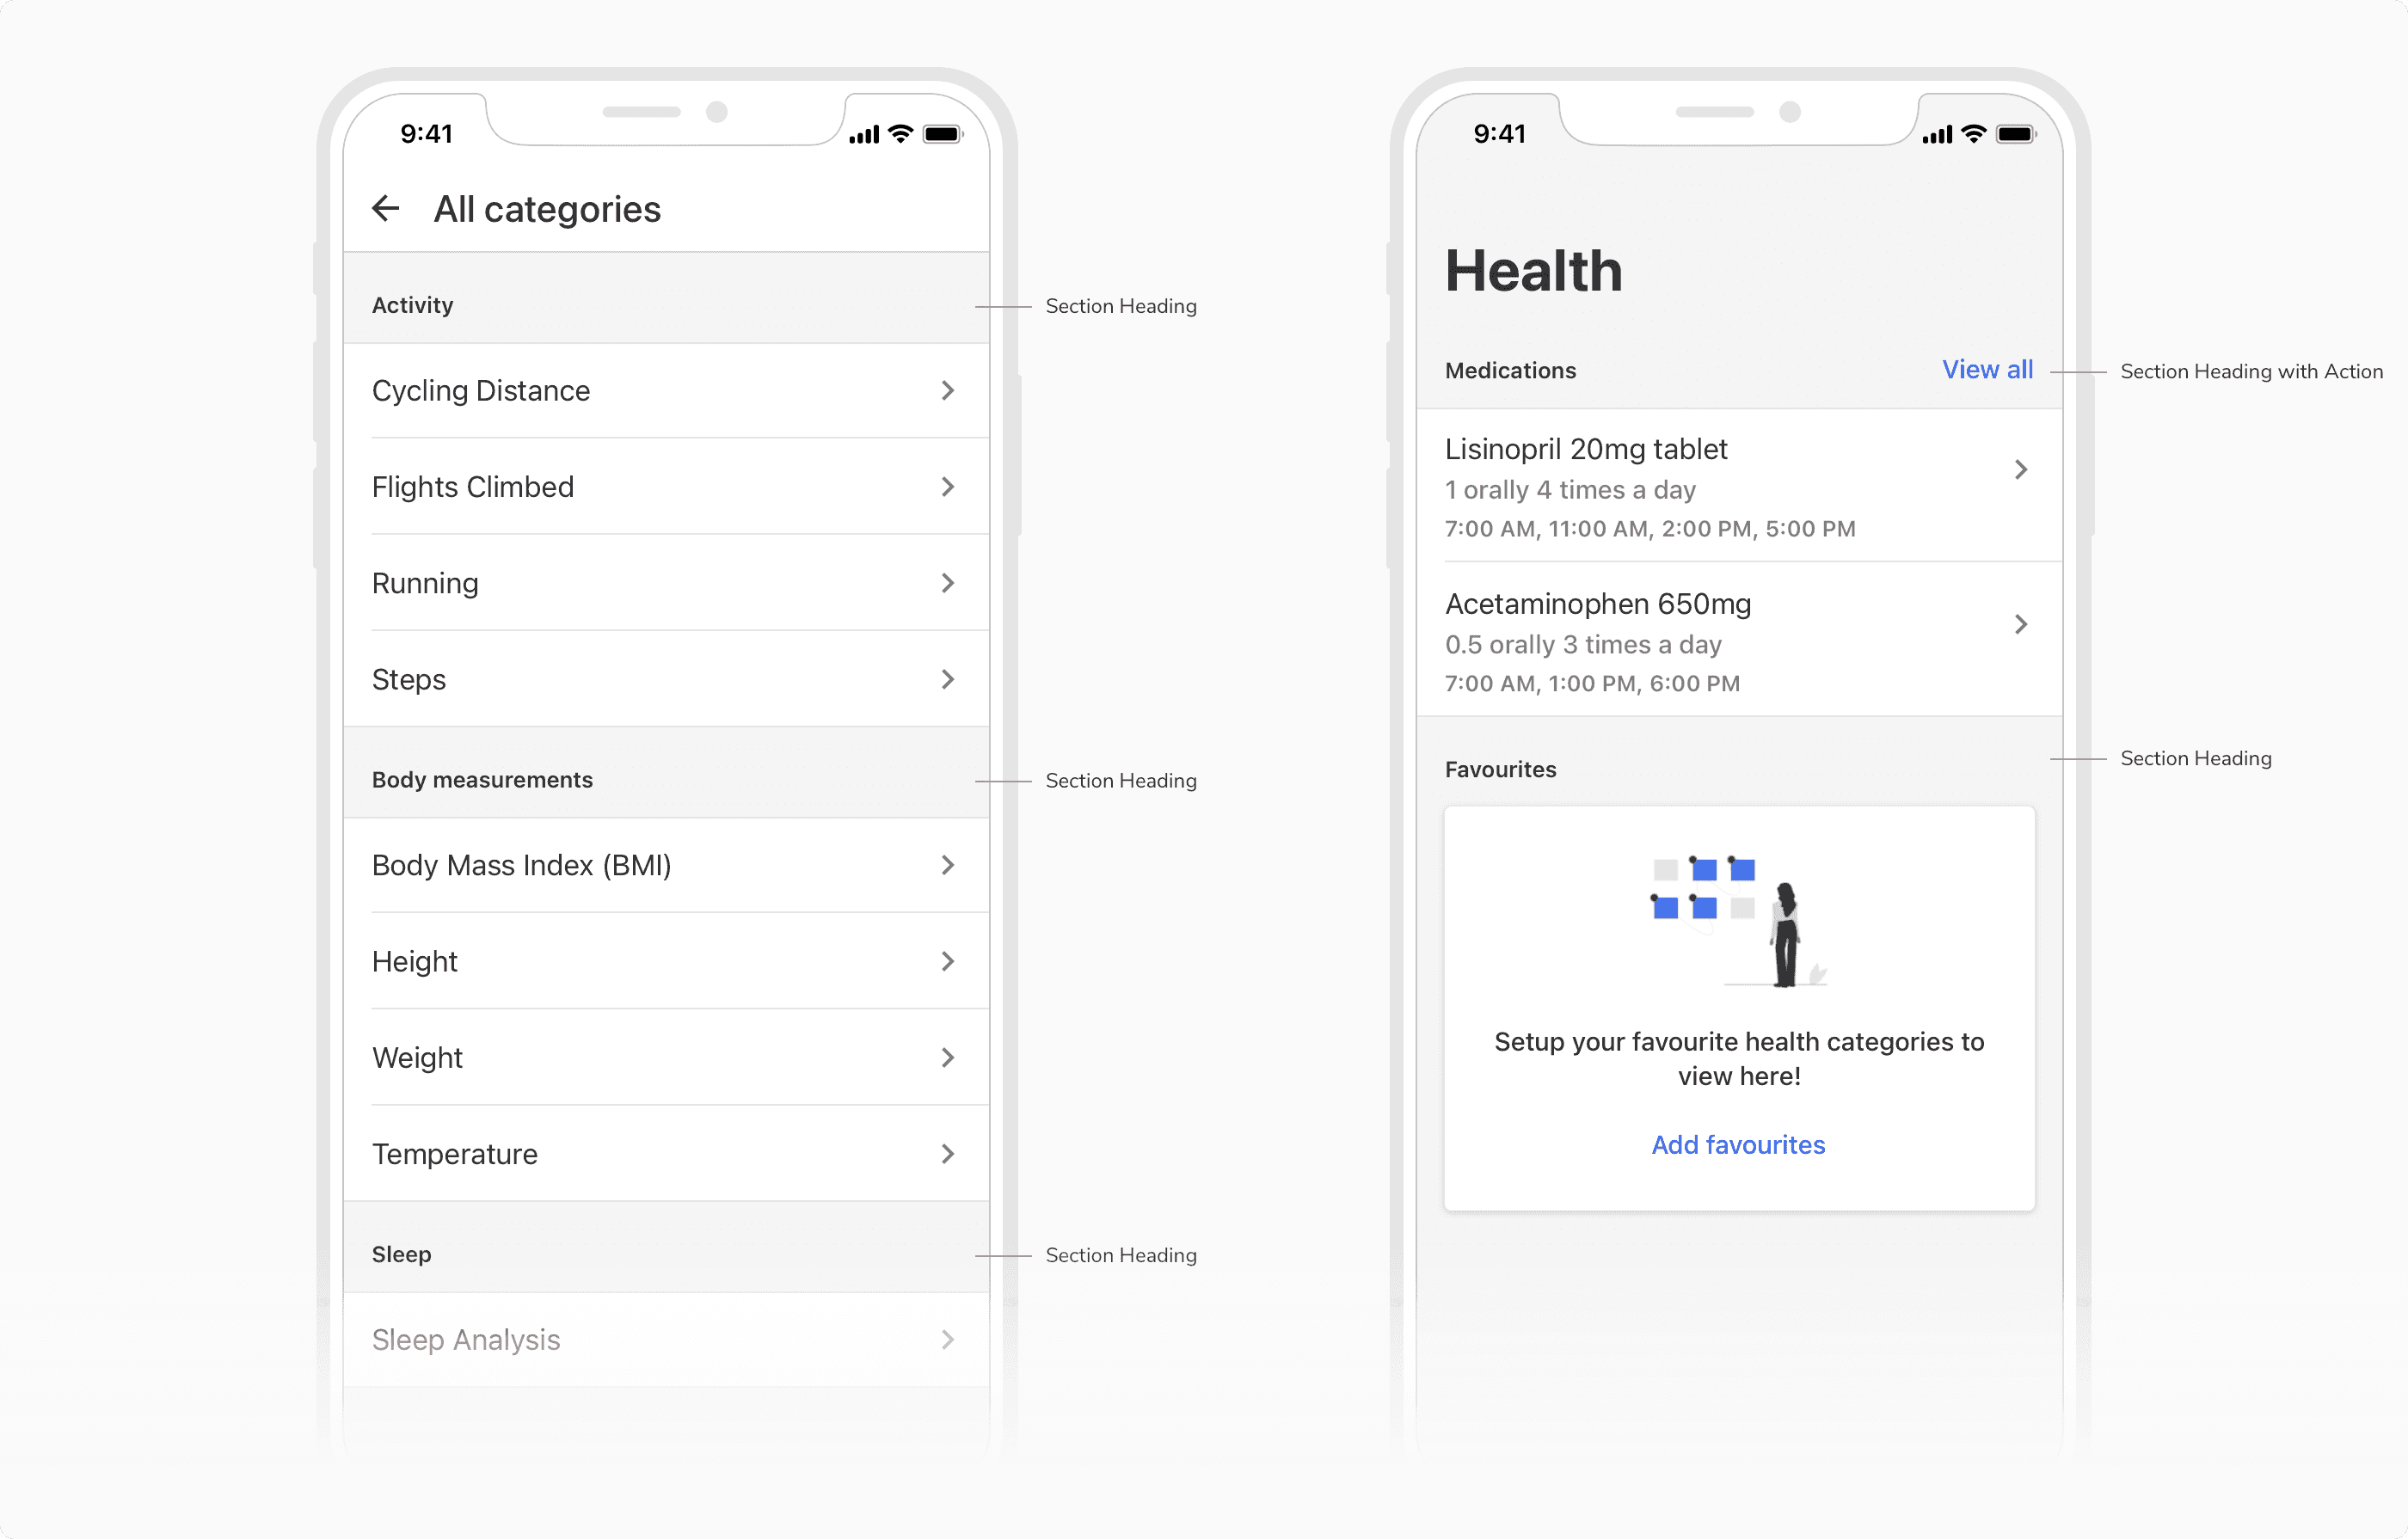 9:41
All categories
Activity
Section Heading
Cycling Distance
Flights Climbed
Running
Steps
Body measurements
Section Heading
Body Mass Index (BMI)
Height
Weight
Temperature
Sleep
Section Heading
Sleep Analysis
9:41
Health
Medications
View all
Section Heading with Action
Lisinopril 20mg tablet
1 orally 4 times a day
7:00 AM, 11:00 AM, 2:00 PM, 5:00 PM
Acetaminophen 650mg
0.5 orally 3 times a day
7:00 AM, 1:00 PM, 6:00 PM
Favourites
Section Heading
Setup your favourite health categories to
view here!
Add favourites